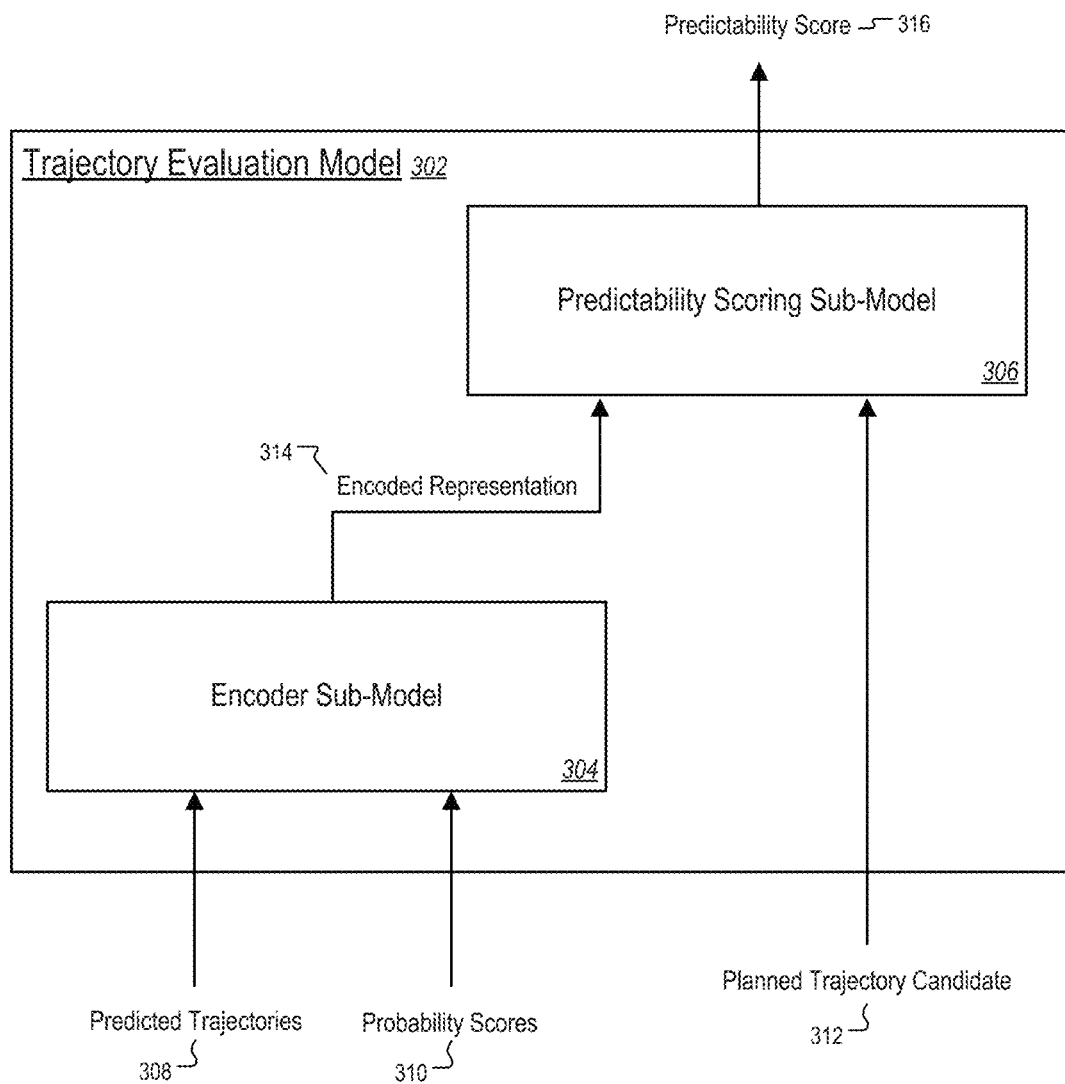 Predictability Score 316
Trajectory Evaluation Model 302
Predictability Scoring Sub-Model
306
314
Encoded Representation
Encoder Sub-Model
304
Predicted Trajectories
308
Probability Scores
310
Planned Trajectory Candidate
312